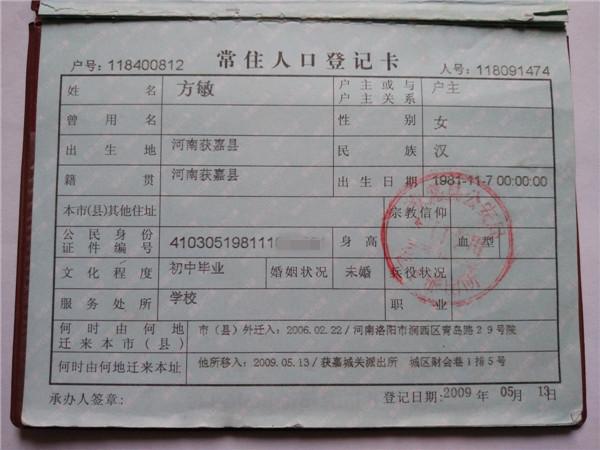 户号: 118400812 常住人口登记卡 人号: 118091474
姓名 方敏 户主或与户主关系 户主
曾用名 性别 女
出生地 河南获嘉县 民族 汉
籍贯 河南获嘉县 出生日期 1981-11-7 00:00:00
本市(县)其他住址 宗教信仰
公民身份证件编号 410305198111 身高 血型
文化程度 初中毕业 婚姻状况 未婚 兵役状况
服务处所 学校 职业
何时由何地迁来本市(县) 市(县)外迁入:2006.02.22/河南洛阳市涧西区青岛路29号院
何时由何地迁来本址 他所移入:2009.05.13/获嘉城关派出所 城区财会巷1排5号
承办人签章: 登记日期:2009 年 05 月 13 日